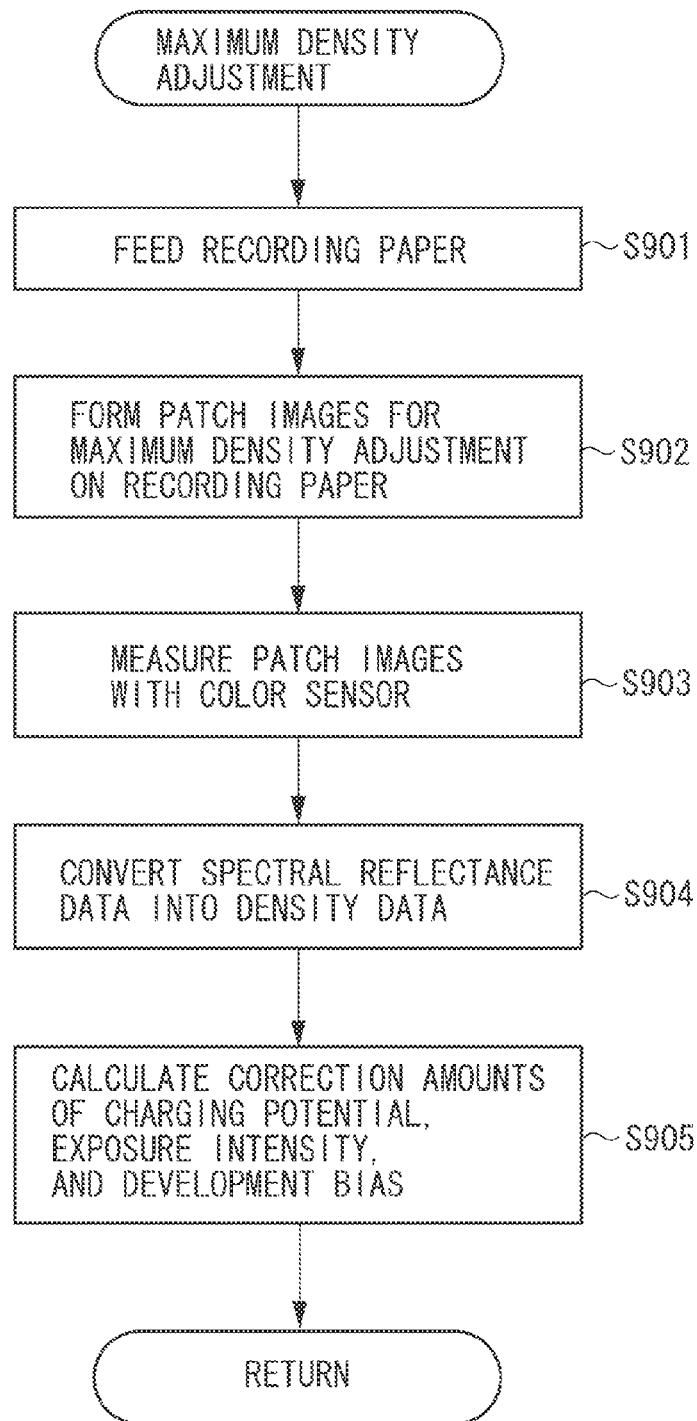 MAXIMUM DENSITY
ADJUSTMENT
FEED RECORDING PAPER
S901
FORM PATCH IMAGES FOR
MAXIMUM DENSITY ADJUSTMENT
ON RECORDING PAPER
S902
MEASURE PATCH IMAGES
WITH COLOR SENSOR
S903
CONVERT SPECTRAL REFLECTANCE
DATA INTO DENSITY DATA
S904
CALCULATE CORRECTION AMOUNTS
OF CHARGING POTENTIAL,
EXPOSURE INTENSITY,
AND DEVELOPMENT BIAS
S905
RETURN